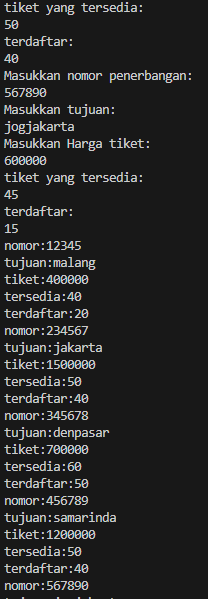 tiket yang tersedia:
50
terdaftar:
40
Masukkan nomor penerbangan:
567890
Masukkan tujuan:
jogjakarta
Masukkan Harga tiket:
600000
tiket yang tersedia:
45
terdaftar:
15
nomor:12345
tujuan:malang
tiket:400000
tersedia:40
terdaftar:20
nomor:234567
tujuan:jakarta
tiket:1500000
tersedia:50
terdaftar:40
nomor:345678
tujuan:denpasar
tiket:700000
tersedia:60
terdaftar:50
nomor:456789
tujuan:samarinda
tiket:1200000
tersedia:50
terdaftar:40
nomor:567890